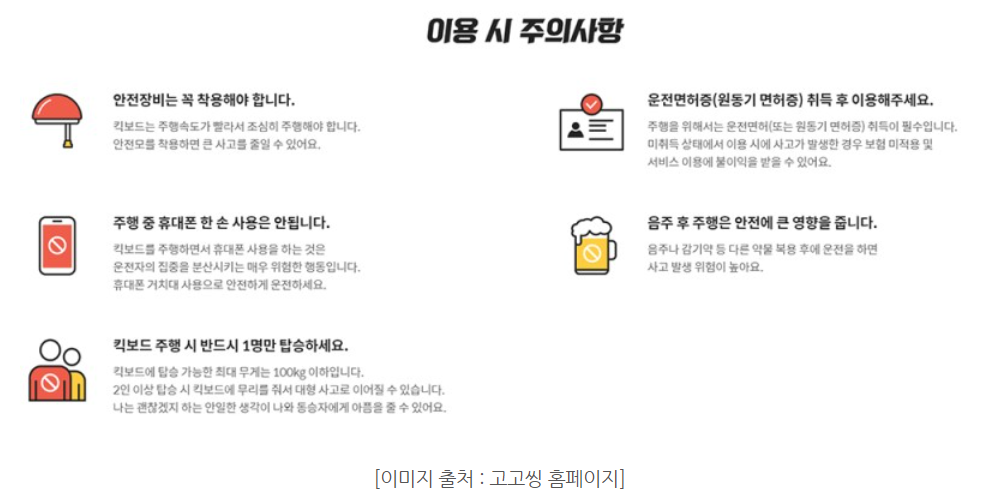 이용 시 주의사항
안전장비는 꼭 착용해야 합니다.
킥보드는 주행속도가 빨라서 조심히 주행해야 합니다.
안전모를 착용하면 큰 사고를 줄일 수 있어요.
운전면허증(원동기 면허증) 취득 후 이용해주세요.
주행을 위해서는 운전면허(또는 원동기 면허증) 취득이 필수입니다.
미취득 상태에서 이용 시에 사고가 발생한 경우 보험 미적용 및
서비스 이용에 불이익을 받을 수 있어요.
주행 중 휴대폰 한 손 사용은 안됩니다.
킥보드를 주행하면서 휴대폰 사용을 하는 것은
운전자의 집중을 분산시키는 매우 위험한 행동입니다.
휴대폰 거치대 사용으로 안전하게 운전하세요.
음주 후 주행은 안전에 큰 영향을 줍니다.
음주나 감기약 등 다른 약물 복용 후에 운전을 하면
사고 발생 위험이 높아요.
킥보드 주행 시 반드시 1명만 탑승하세요.
킥보드에 탑승 가능한 최대 무게는 100kg 이하입니다.
2인 이상 탑승 시 킥보드에 무리를 줘서 대형 사고로 이어질 수 있습니다.
나는 괜찮겠지 하는 안일한 생각이 나와 동승자에게 아픔을 줄 수 있어요.
[이미지 출처 : 고고씽 홈페이지]